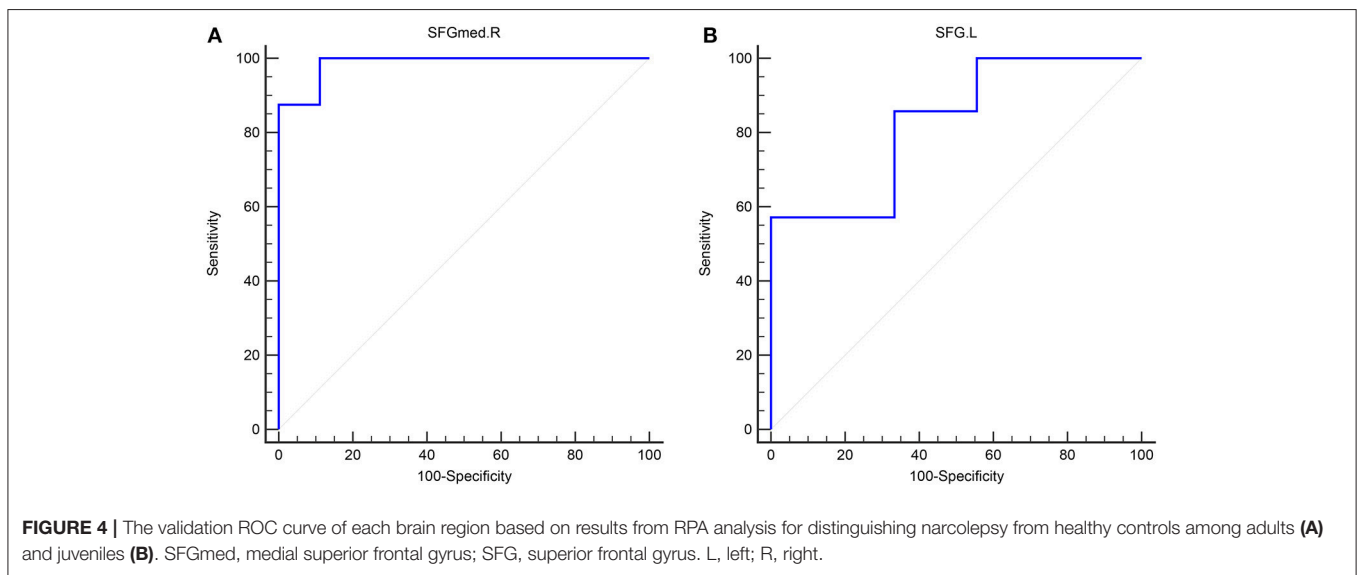 A
SFGmed.R
100
80
60
40
20
0
Sensitivity
0 20 40 60 80 100
100-Specificity
B
SFG.L
100
80
60
40
20
0
Sensitivity
0 20 40 60 80 100
100-Specificity
FIGURE 4 | The validation ROC curve of each brain region based on results from RPA analysis for distinguishing narcolepsy from healthy controls among adults (A)
and juveniles (B). SFGmed, medial superior frontal gyrus; SFG, superior frontal gyrus. L, left; R, right.